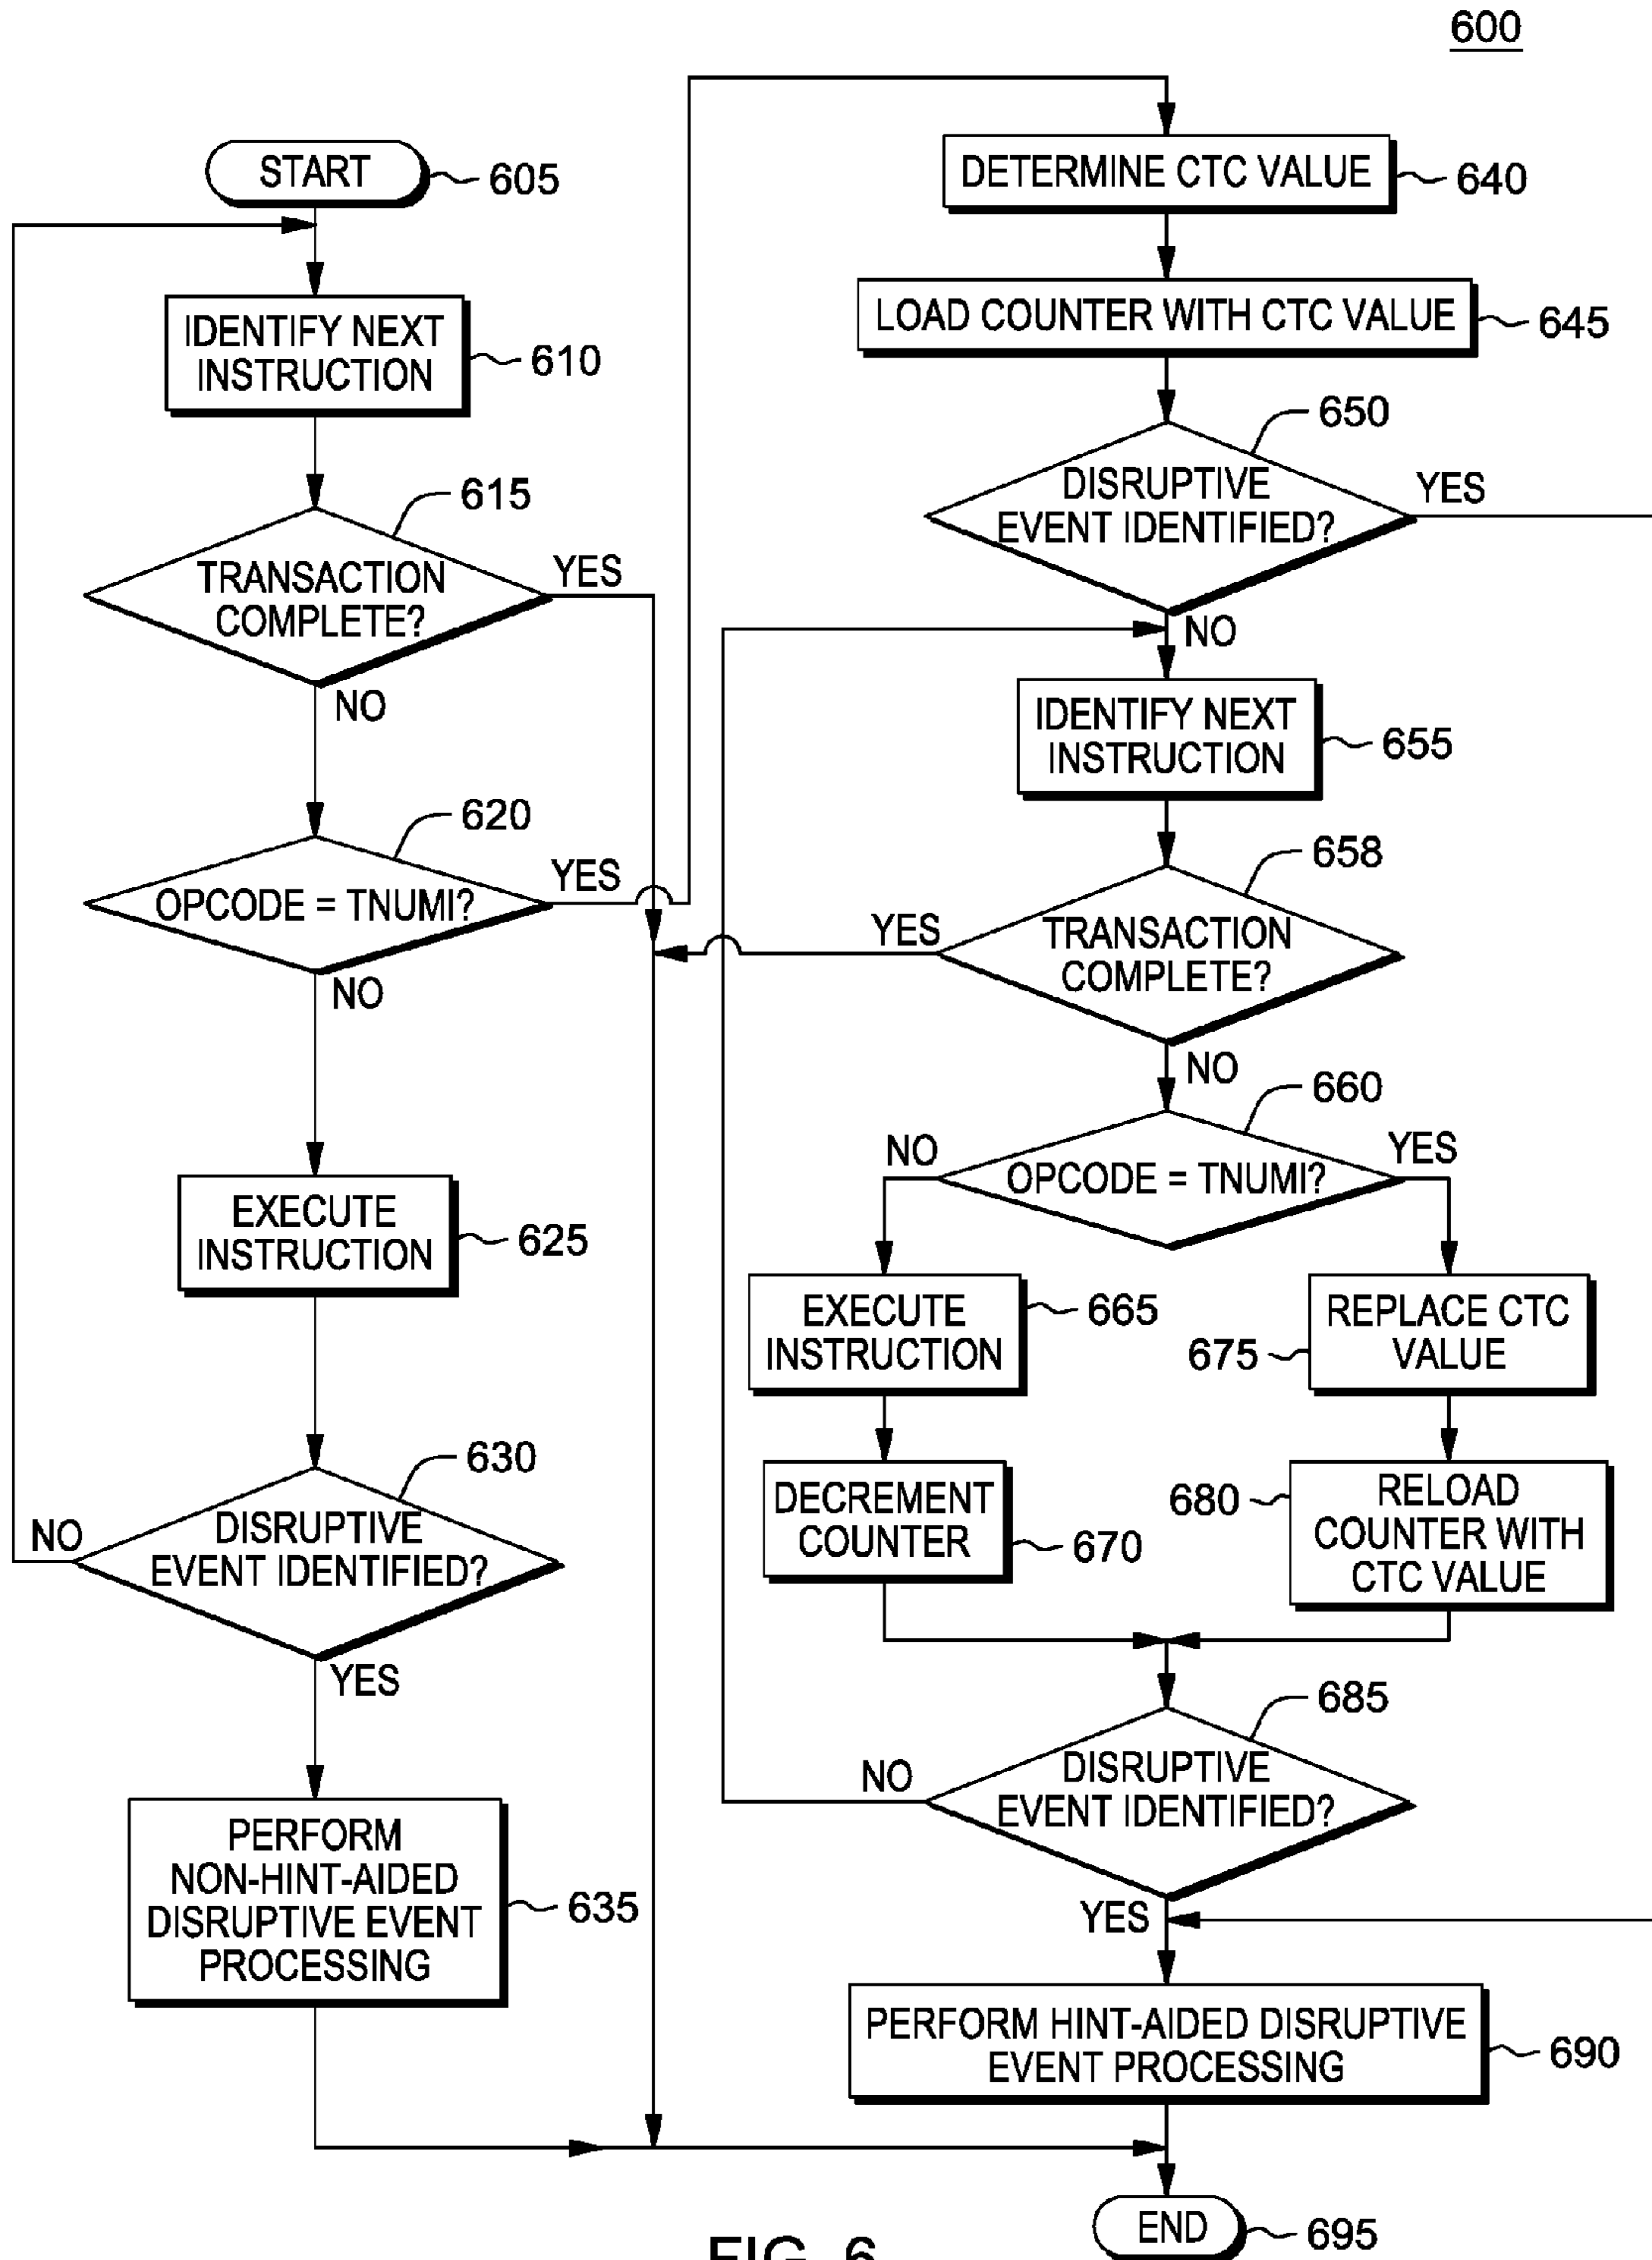 600
START
605
IDENTIFY NEXT
INSTRUCTION
610
615
TRANSACTION
COMPLETE?
YES
NO
620
OPCODE = TNUMI?
YES
NO
EXECUTE
INSTRUCTION
625
630
DISRUPTIVE
EVENT IDENTIFIED?
NO
YES
PERFORM
NON-HINT-AIDED
DISRUPTIVE EVENT
PROCESSING
635
DETERMINE CTC VALUE
640
LOAD COUNTER WITH CTC VALUE
645
650
DISRUPTIVE
EVENT IDENTIFIED?
YES
NO
IDENTIFY NEXT
INSTRUCTION
655
658
TRANSACTION
COMPLETE?
YES
NO
660
OPCODE = TNUMI?
NO
YES
EXECUTE
INSTRUCTION
665
DECREMENT
COUNTER
670
REPLACE CTC
VALUE
675
RELOAD
COUNTER WITH
CTC VALUE
680
685
DISRUPTIVE
EVENT IDENTIFIED?
NO
YES
PERFORM HINT-AIDED DISRUPTIVE
EVENT PROCESSING
690
END
695
FIG. 6